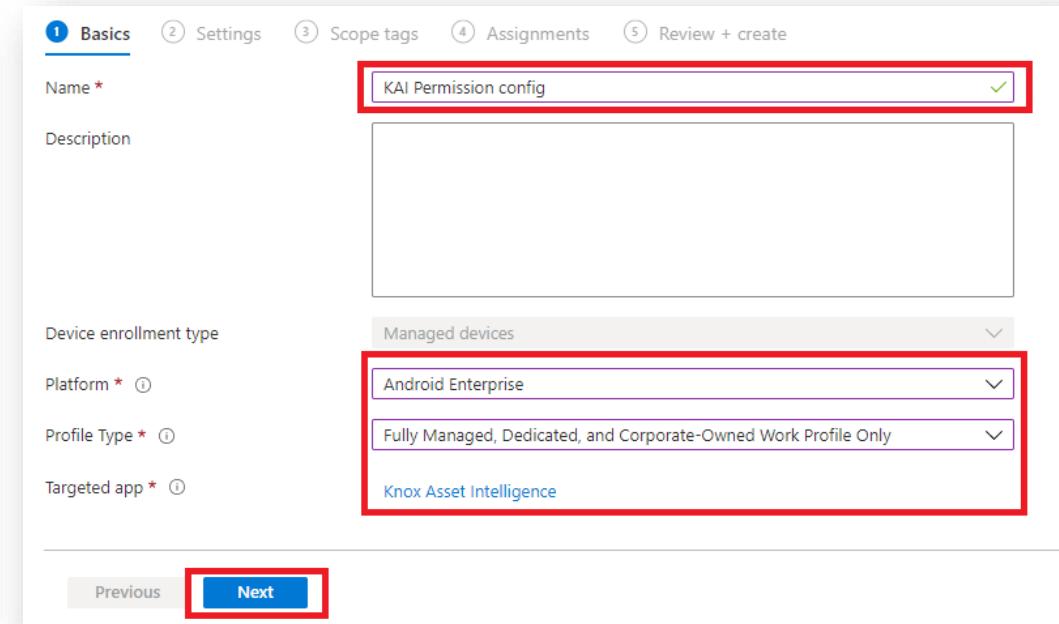 1 Basics 2 Settings 3 Scope tags 4 Assignments 5 Review + create
Name * KAI Permission config
Description
Device enrollment type Managed devices
Platform * Android Enterprise
Profile Type * Fully Managed, Dedicated, and Corporate-Owned Work Profile Only
Targeted app * Knox Asset Intelligence
Previous Next